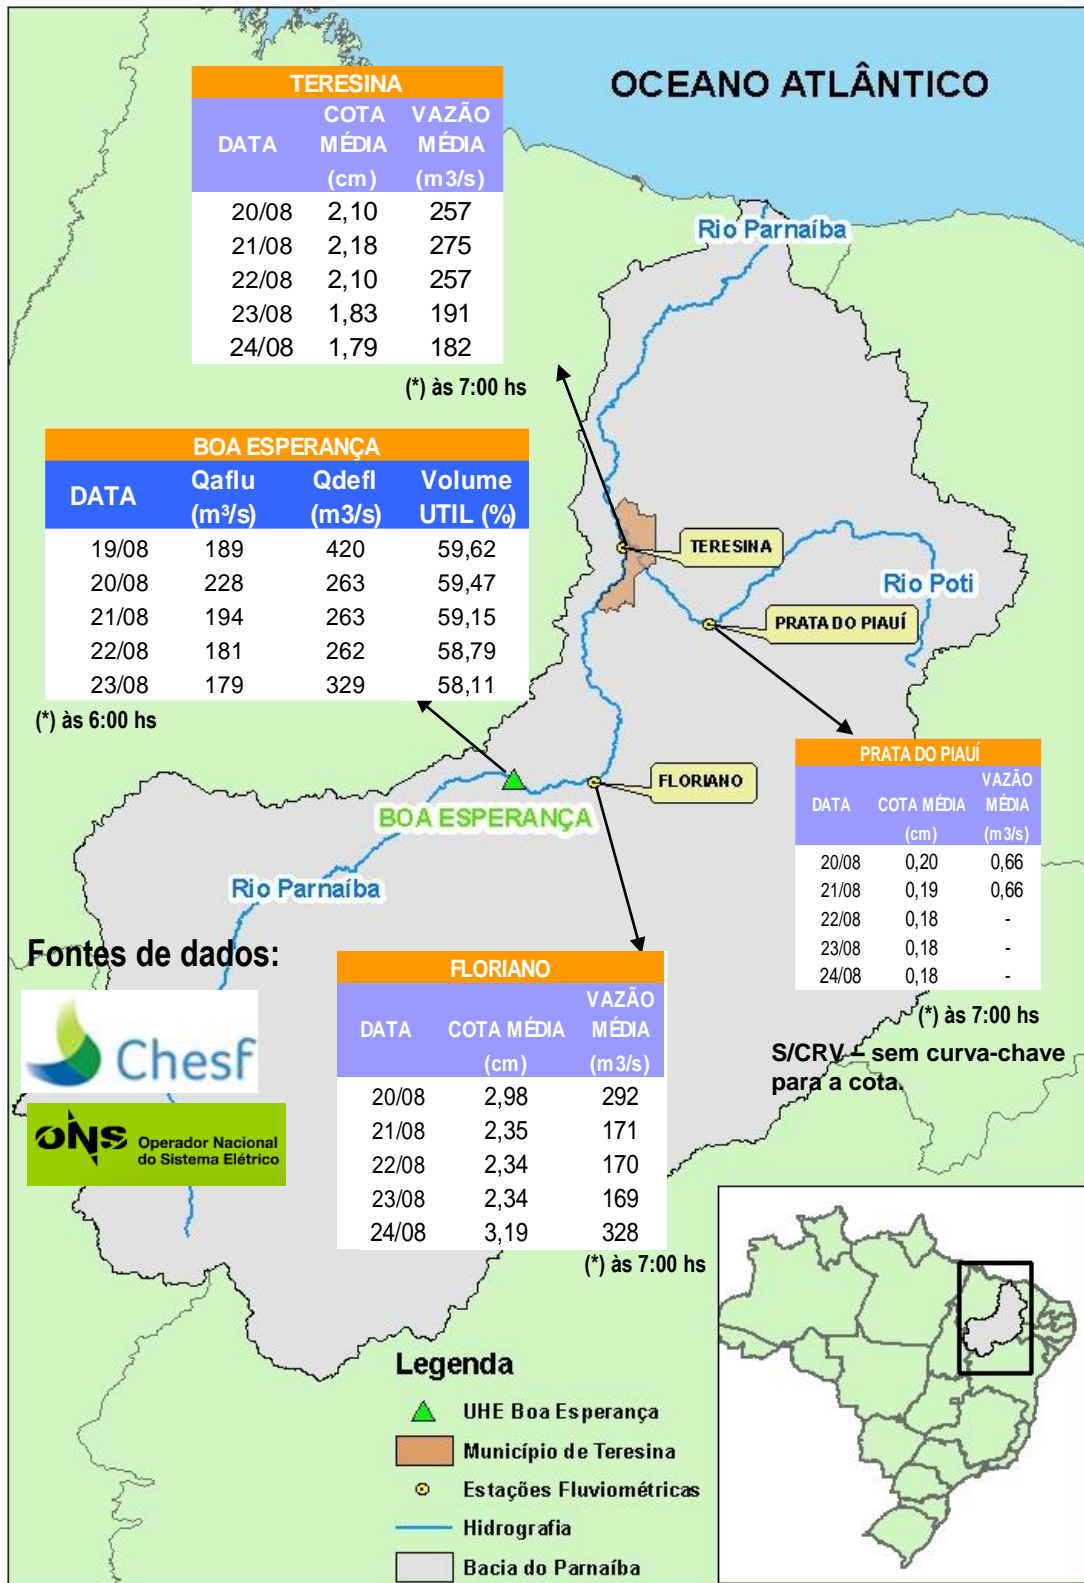 OCEANO ATLÂNTICO
TERESINA
DATA COTA MÉDIA (cm) VAZÃO MÉDIA (m3/s)
20/08 2,10 257
21/08 2,18 275
22/08 2,10 257
23/08 1,83 191
24/08 1,79 182
(*) às 7:00 hs
Rio Parnaíba
BOA ESPERANÇA
DATA Qaflu (m³/s) Qdefl (m3/s) Volume UTIL (%)
19/08 189 420 59,62
20/08 228 263 59,47
21/08 194 263 59,15
22/08 181 262 58,79
23/08 179 329 58,11
(*) às 6:00 hs
TERESINA
Rio Poti
PRATA DO PIAUÍ
FLORIANO
BOA ESPERANÇA
Rio Parnaíba
PRATA DO PIAUÍ
DATA COTA MÉDIA (cm) VAZÃO MÉDIA (m3/s)
20/08 0,20 0,66
21/08 0,19 0,66
22/08 0,18 -
23/08 0,18 -
24/08 0,18 -
(*) às 7:00 hs
S/CRV – sem curva-chave
para a cota.
Fontes de dados:
Chesf
ONS Operador Nacional
do Sistema Elétrico
FLORIANO
DATA COTA MÉDIA (cm) VAZÃO MÉDIA (m3/s)
20/08 2,98 292
21/08 2,35 171
22/08 2,34 170
23/08 2,34 169
24/08 3,19 328
(*) às 7:00 hs
Legenda
UHE Boa Esperança
Município de Teresina
Estações Fluviométricas
Hidrografia
Bacia do Parnaíba